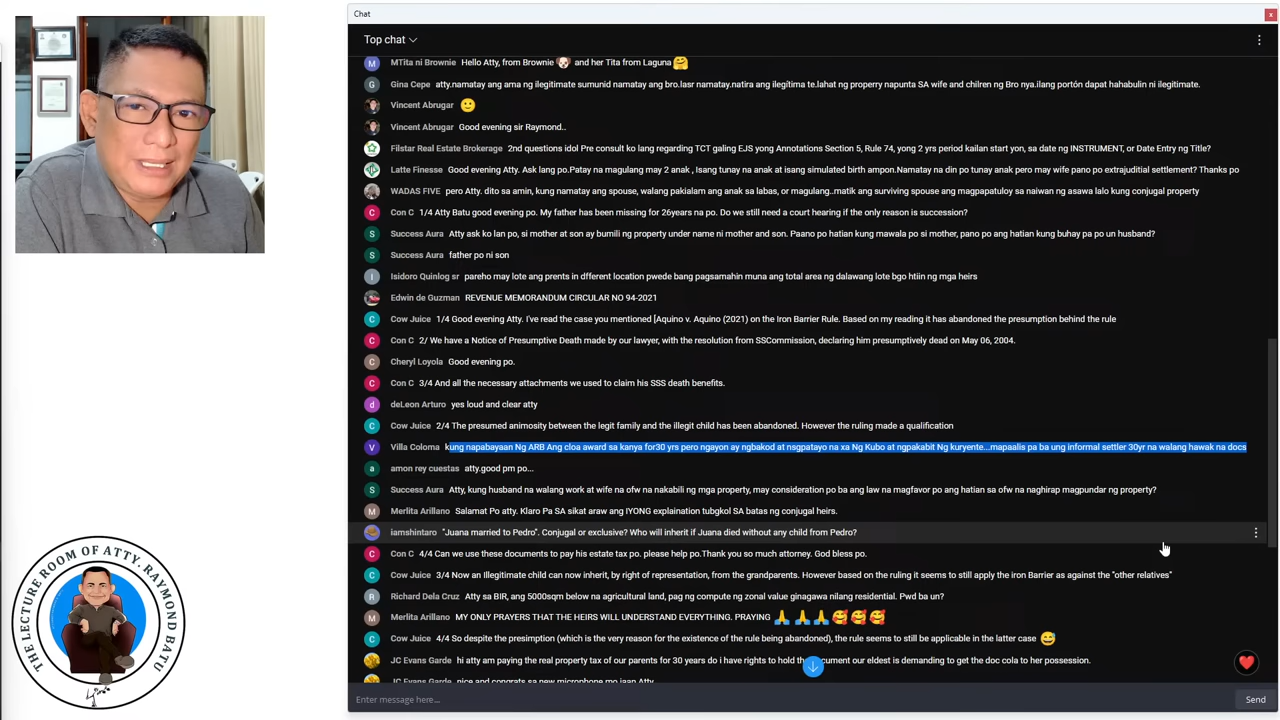 Chat
x
Top chat
M MTita ni Brownie Hello Atty, from Brownie 🐶 and her Tita from Laguna 🤗
G Gina Cepe atty.namatay ang ama ng ilegitimate sumunid namatay ang bro.lasr namatay.natira ang ilegítima te.lahat ng properry napunta SA wife and chilren ng Bro nya.ilang portón dapat hahabulin ni ilegitimate.
Vincent Abrugar 🙂
Vincent Abrugar Good evening sir Raymond..
Filstar Real Estate Brokerage 2nd questions idol Pre consult ko lang regarding TCT galing EJS yong Annotations Section 5, Rule 74, yong 2 yrs period kailan start yon, sa date ng INSTRUMENT, or Date Entry ng Title?
Latte Finesse Good evening Atty. Ask lang po.Patay na magulang may 2 anak , Isang tunay na anak at isang simulated birth ampon.Namatay na din po tunay anak pero may wife pano po extrajuditial settlement? Thanks po
WADAS FIVE pero Atty. dito sa amin, kung namatay ang spouse, walang pakialam ang anak sa labas, or magulang..matik ang surviving spouse ang magpapatuloy sa naiwan ng asawa lalo kung conjugal property
C Con C 1/4 Atty Batu good evening po. My father has been missing for 26years na po. Do we still need a court hearing if the only reason is succession?
S Success Aura Atty ask ko lan po, si mother at son ay bumili ng property under name ni mother and son. Paano po hatian kung mawala po si mother, pano po ang hatian kung buhay pa po un husband?
S Success Aura father po ni son
I Isidoro Quinlog sr pareho may lote ang prents in dfferent location pwede bang pagsamahin muna ang total area ng dalawang lote bgo htiin ng mga heirs
Edwin de Guzman REVENUE MEMORANDUM CIRCULAR NO 94-2021
C Cow Juice 1/4 Good evening Atty. I've read the case you mentioned [Aquino v. Aquino (2021) on the Iron Barrier Rule. Based on my reading it has abandoned the presumption behind the rule
C Con C 2/ We have a Notice of Presumptive Death made by our lawyer, with the resolution from SSCommission, declaring him presumptively dead on May 06, 2004.
C Cheryl Loyola Good evening po.
C Con C 3/4 And all the necessary attachments we used to claim his SSS death benefits.
d deLeon Arturo yes loud and clear atty
C Cow Juice 2/4 The presumed animosity between the legit family and the illegit child has been abandoned. However the ruling made a qualification
V Villa Coloma kung napabayaan Ng ARB Ang cloa award sa kanya for30 yrs pero ngayon ay ngbakod at nsgpatayo na xa Ng Kubo at ngpakabit Ng kuryente...mapaalis pa ba ung informal settler 30yr na walang hawak na docs
a amon rey cuestas atty.good pm po...
S Success Aura Atty, kung husband na walang work at wife na ofw na nakabili ng mga property, may consideration po ba ang law na magfavor po ang hatian sa ofw na naghirap magpundar ng property?
M Merlita Arillano Salamat Po atty. Klaro Pa SA sikat araw ang IYONG explaination tubgkol SA batas ng conjugal heirs.
iamshintaro "Juana married to Pedro". Conjugal or exclusive? Who will inherit if Juana died without any child from Pedro?
C Con C 4/4 Can we use these documents to pay his estate tax po. please help po.Thank you so much attorney. God bless po.
C Cow Juice 3/4 Now an Illegitimate child can now inherit, by right of representation, from the grandparents. However based on the ruling it seems to still apply the iron Barrier as against the "other relatives"
R Richard Dela Cruz Atty sa BIR, ang 5000sqm below na agricultural land, pag ng compute ng zonal value ginagawa nilang residential. Pwd ba un?
M Merlita Arillano MY ONLY PRAYERS THAT THE HEIRS WILL UNDERSTAND EVERYTHING. PRAYING 🙏 🙏 🙏 🥰 🥰 🥰
C Cow Juice 4/4 So despite the presimption (which is the very reason for the existence of the rule being abandoned), the rule seems to still be applicable in the latter case 😅
JC Evans Garde hi atty am paying the real property tax of our parents for 30 years do i have rights to hold the document our eldest is demanding to get the doc cola to her possession.
JC Evans Garde nice and congrats sa new microphone mo jaan Atty
Enter message here...
Send
THE LECTURE ROOM OF ATTY. RAYMOND BATU